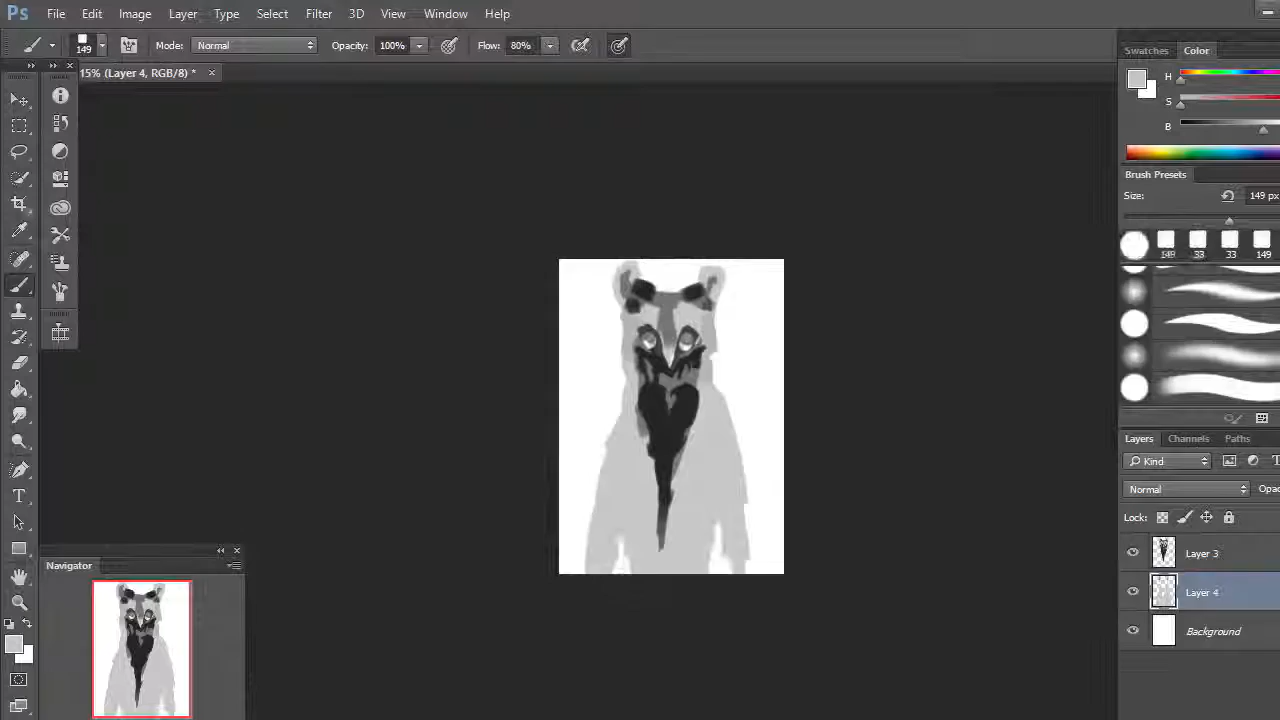 Ps File Edit Image Layer Type Select Filter 3D View Window Help
149 Mode: Normal Opacity: 100% Flow: 80%
15% (Layer 4, RGB/8) * ×
Swatches Color
H
S
B
Brush Presets
Size: 149 px
149 33 33 149
Layers Channels Paths
Kind
Normal
Lock:
Layer 3
Layer 4
Background
Navigator